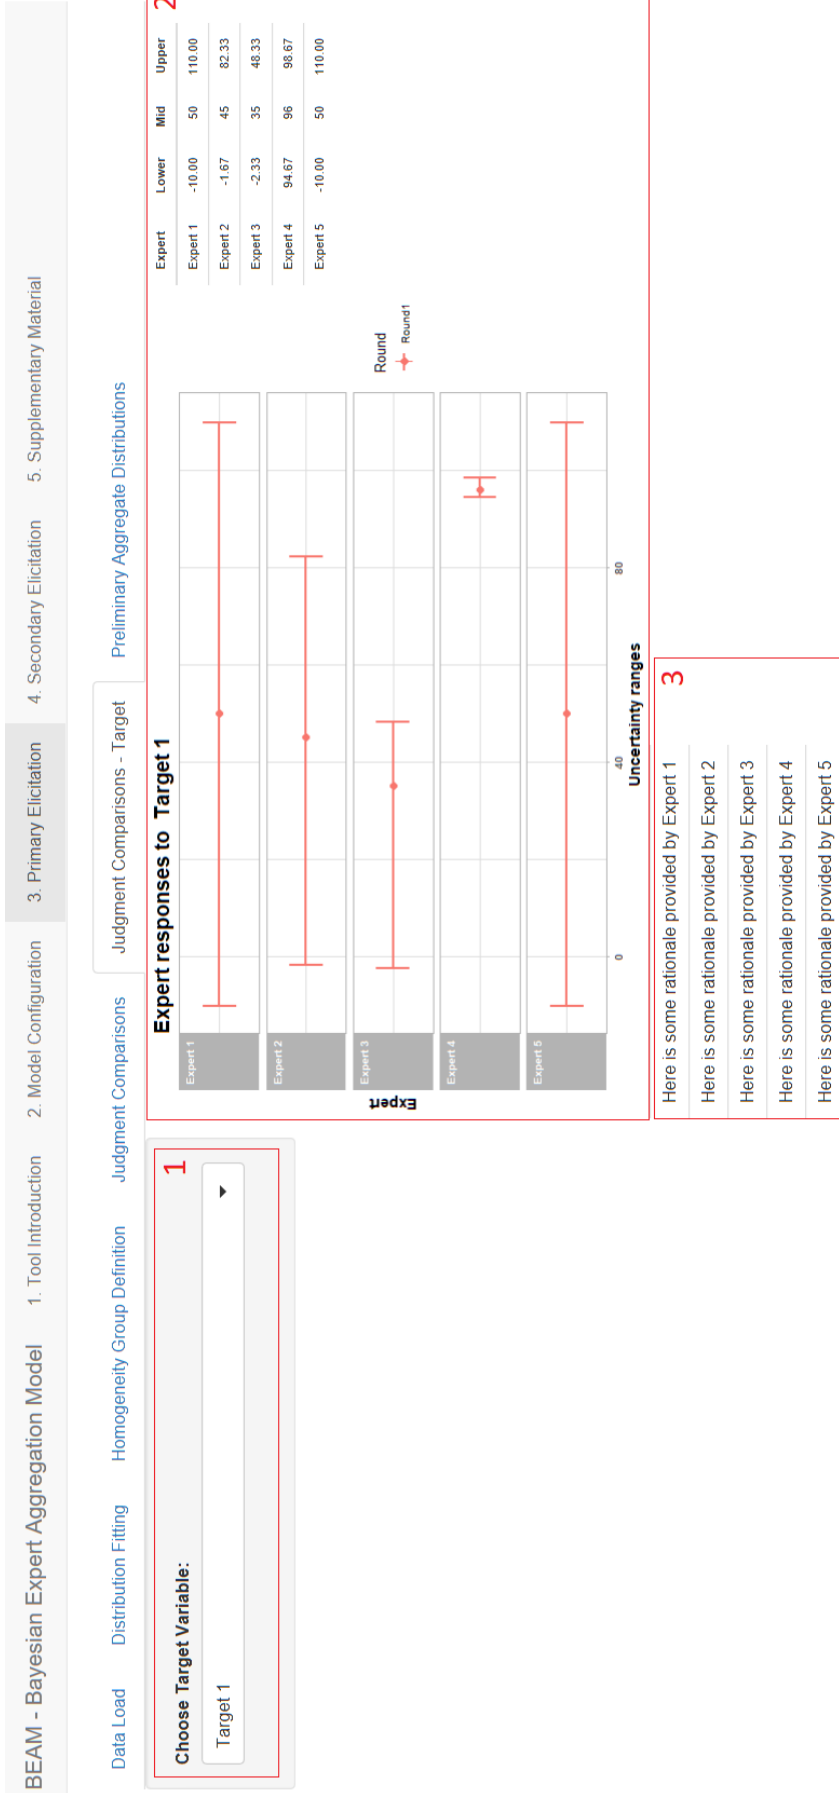 BEAM - Bayesian Expert Aggregation Model 1. Tool Introduction 2. Model Configuration 3. Primary Elicitation 4. Secondary Elicitation 5. Supplementary Material
Data Load Distribution Fitting Homogeneity Group Definition Judgment Comparisons Judgment Comparisons - Target Preliminary Aggregate Distributions
1
Choose Target Variable:
Target 1
2
Expert responses to Target 1
Expert
Expert 1
Expert 2
Expert 3
Expert 4
Expert 5
0 40 80
Uncertainty ranges
Round
Round1
Expert Lower Mid Upper
Expert 1 -10.00 50 110.00
Expert 2 -1.67 45 82.33
Expert 3 -2.33 35 48.33
Expert 4 94.67 96 98.67
Expert 5 -10.00 50 110.00
3
Here is some rationale provided by Expert 1
Here is some rationale provided by Expert 2
Here is some rationale provided by Expert 3
Here is some rationale provided by Expert 4
Here is some rationale provided by Expert 5